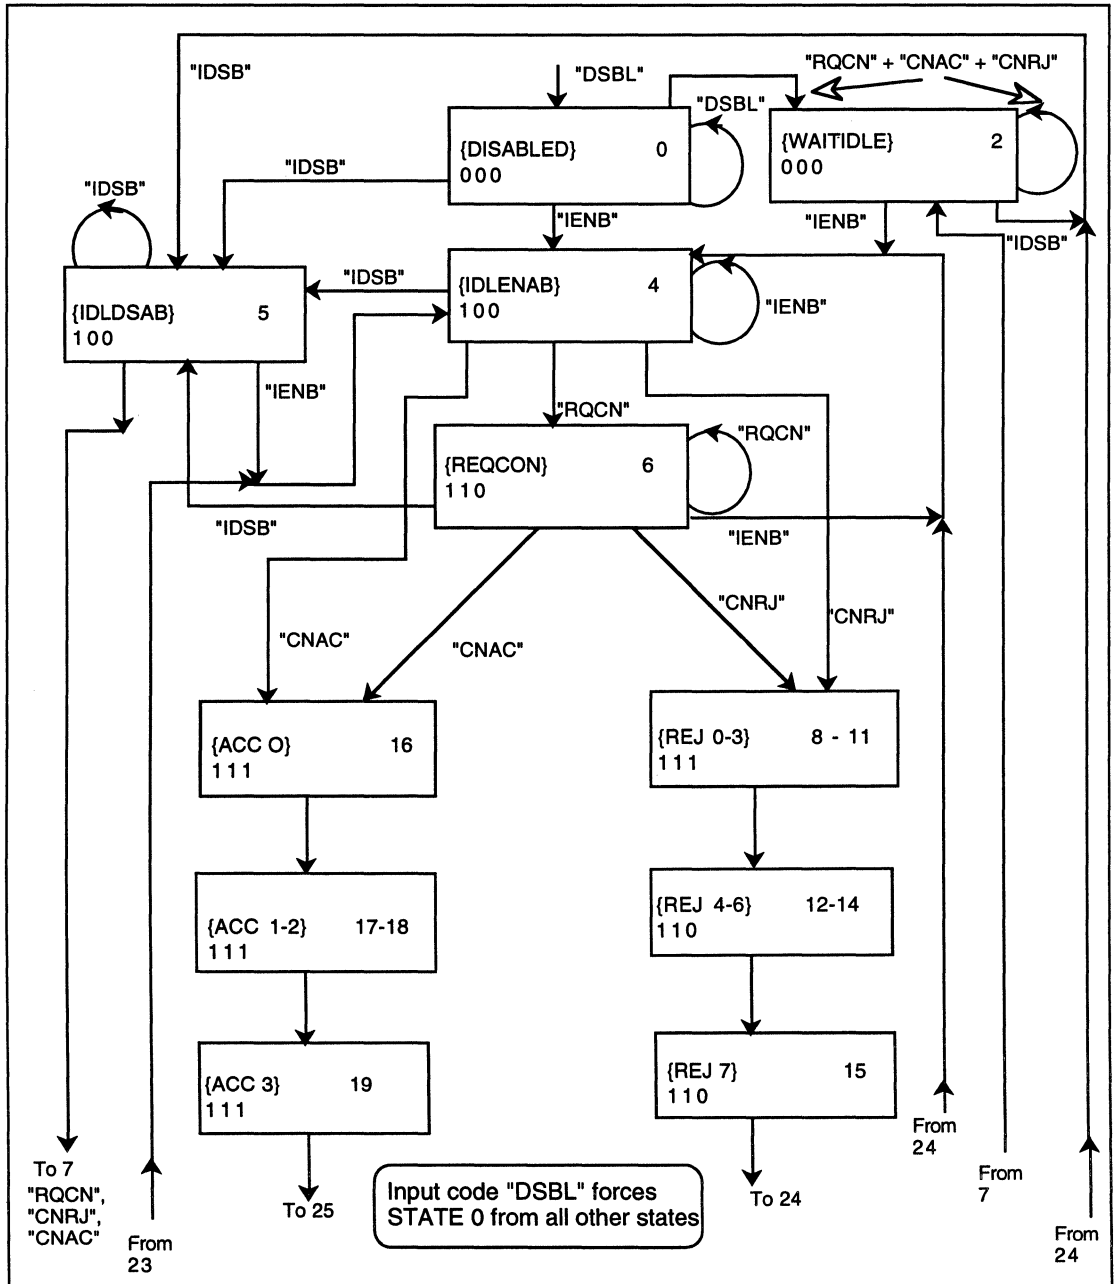 "RQCN" + "CNAC" + "CNRJ"
"IDSB"
"DSBL"
"DSBL"
{DISABLED} 0
000
{WAITIDLE} 2
000
"IDSB"
"IDSB"
"IENB"
"IENB"
"IDSB"
{IDLDSAB} 5
100
"IDSB"
{IDLENAB} 4
100
"IENB"
"IENB"
"RQCN"
"RQCN"
{REQCON} 6
110
"IDSB"
"IENB"
"CNAC"
"CNAC"
"CNRJ"
"CNRJ"
{ACC O} 16
111
{REJ 0-3} 8 - 11
111
{ACC 1-2} 17-18
111
{REJ 4-6} 12-14
110
{ACC 3} 19
111
{REJ 7} 15
110
To 7
"RQCN",
"CNRJ",
"CNAC"
From
23
To 25
Input code "DSBL" forces
STATE 0 from all other states
To 24
From
24
From
7
From
24